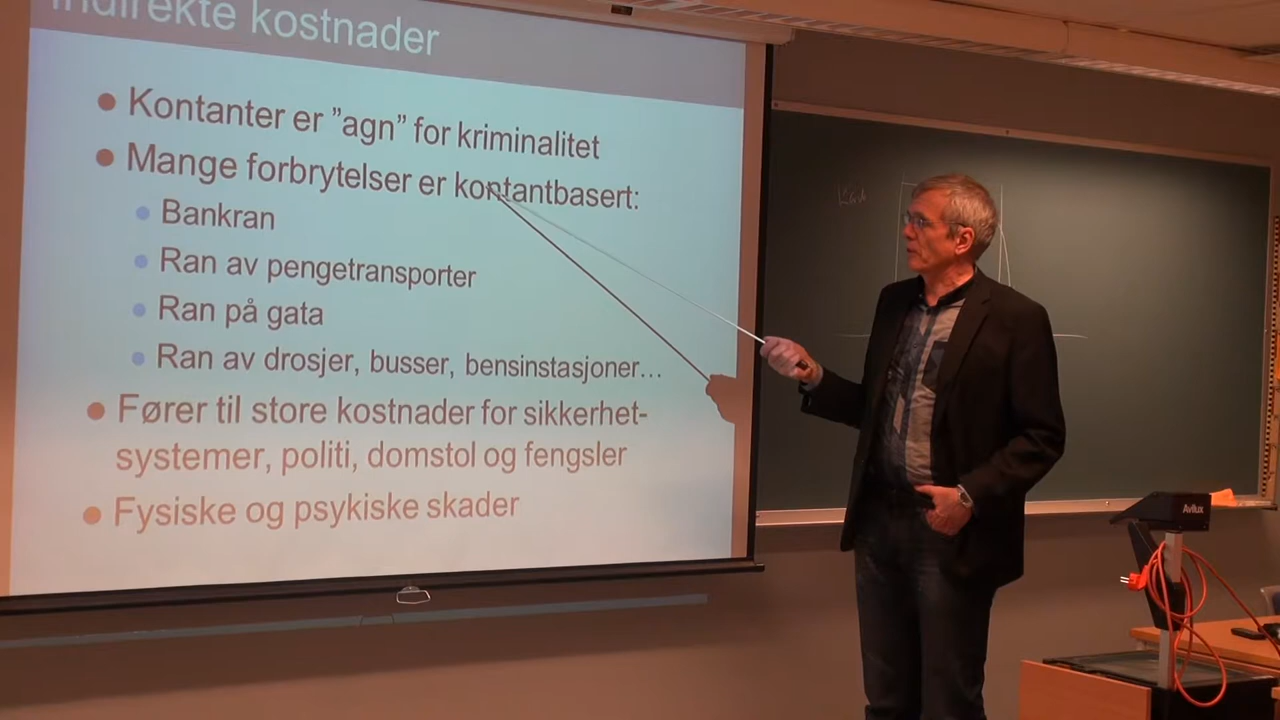 Indirekte kostnader
Kontanter er ”agn” for kriminalitet
Mange forbrytelser er kontantbasert:
Bankran
Ran av pengetransporter
Ran på gata
Ran av drosjer, busser, bensinstasjoner…
Fører til store kostnader for sikkerhet-
systemer, politi, domstol og fengsler
Fysiske og psykiske skader
Avilux